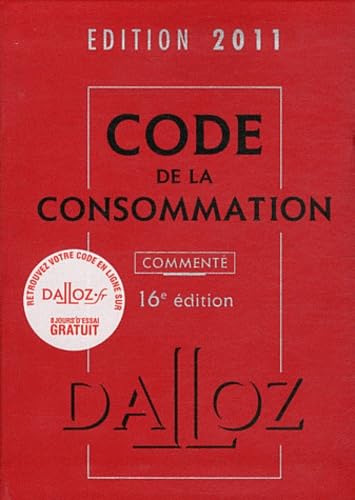 EDITION 2011
CODE
DE LA
CONSOMMATION
COMMENTÉ
16e édition
RETROUVEZ VOTRE CODE EN LIGNE SUR
DALLOZ.fr
8 JOURS D'ESSAI
GRATUIT
DALLOZ